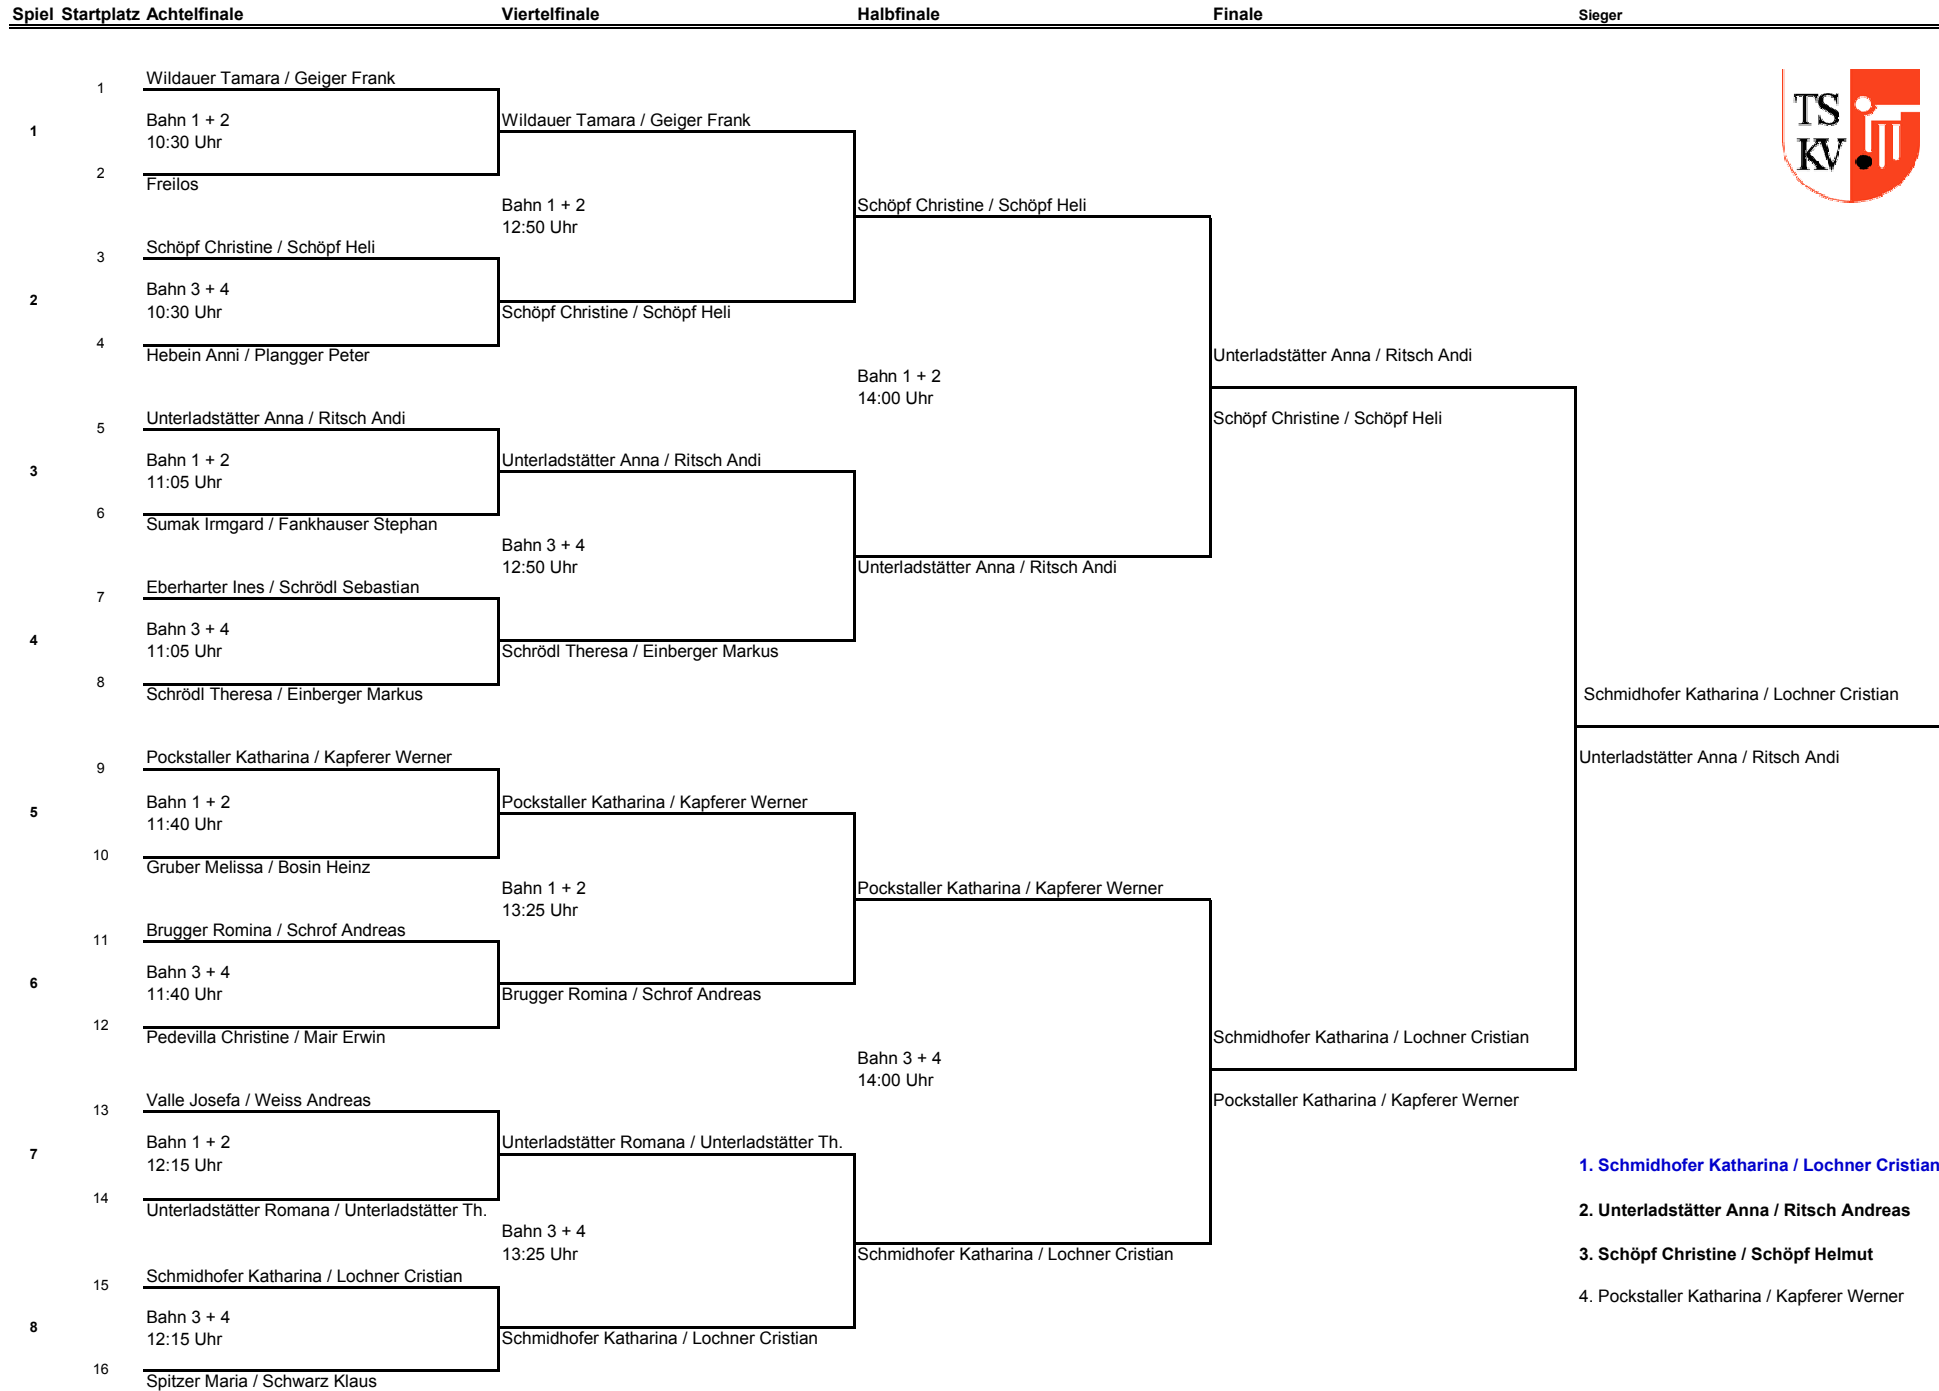 Spiel Startplatz Achtelfinale Viertelfinale Halbfinale Finale Sieger
Wildauer Tamara / Geiger Frank
1
TS
KV
Bahn 1 + 2
1
10:30 Uhr
Wildauer Tamara / Geiger Frank
2
Freilos
Bahn 1 + 2
12:50 Uhr
Schöpf Christine / Schöpf Heli
Schöpf Christine / Schöpf Heli
3
Bahn 3 + 4
2
10:30 Uhr
Schöpf Christine / Schöpf Heli
4
Hebein Anni / Plangger Peter
Unterladstätter Anna / Ritsch Andi
Bahn 1 + 2
14:00 Uhr
Schöpf Christine / Schöpf Heli
Unterladstätter Anna / Ritsch Andi
5
Bahn 1 + 2
3
11:05 Uhr
Unterladstätter Anna / Ritsch Andi
6
Sumak Irmgard / Fankhauser Stephan
Bahn 3 + 4
12:50 Uhr
Unterladstätter Anna / Ritsch Andi
Eberharter Ines / Schrödl Sebastian
7
Bahn 3 + 4
4
11:05 Uhr
Schrödl Theresa / Einberger Markus
8
Schrödl Theresa / Einberger Markus
Schmidhofer Katharina / Lochner Cristian
Unterladstätter Anna / Ritsch Andi
Pockstaller Katharina / Kapferer Werner
9
Bahn 1 + 2
5
11:40 Uhr
Pockstaller Katharina / Kapferer Werner
10
Gruber Melissa / Bosin Heinz
Bahn 1 + 2
13:25 Uhr
Pockstaller Katharina / Kapferer Werner
Brugger Romina / Schrof Andreas
11
Bahn 3 + 4
6
11:40 Uhr
Brugger Romina / Schrof Andreas
12
Pedevilla Christine / Mair Erwin
Schmidhofer Katharina / Lochner Cristian
Bahn 3 + 4
14:00 Uhr
Pockstaller Katharina / Kapferer Werner
Valle Josefa / Weiss Andreas
13
Bahn 1 + 2
7
12:15 Uhr
Unterladstätter Romana / Unterladstätter Th.
14
Unterladstätter Romana / Unterladstätter Th.
Bahn 3 + 4
13:25 Uhr
Schmidhofer Katharina / Lochner Cristian
Schmidhofer Katharina / Lochner Cristian
15
Bahn 3 + 4
8
12:15 Uhr
Schmidhofer Katharina / Lochner Cristian
16
Spitzer Maria / Schwarz Klaus
1. Schmidhofer Katharina / Lochner Cristian
2. Unterladstätter Anna / Ritsch Andreas
3. Schöpf Christine / Schöpf Helmut
4. Pockstaller Katharina / Kapferer Werner